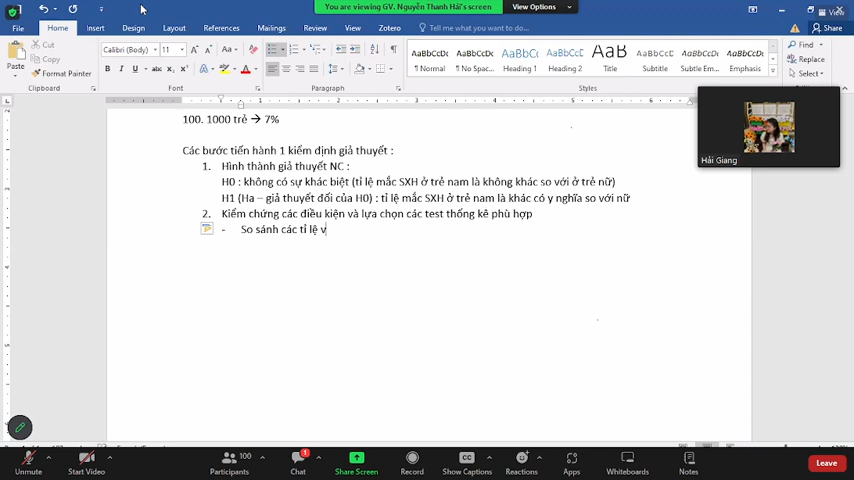 You are viewing GV. Nguyễn Thanh Hải's screen
View Options
View
File Home Insert Design Layout References Mailings Review View Zotero Tell me what you want to do... Share
Cut
Copy
Paste
Format Painter
Clipboard
Calibri (Body) 11
Font
Paragraph
AaBbCcDc AaBbCcDc AaBbCc AaBbCcC AaB AaBbCcC AaBbCcDc AaBbCcDc
¶ Normal ¶ No Spac... Heading 1 Heading 2 Title Subtitle Subtle Em... Emphasis
Styles
Find
Replace
Select
Editing
100. 1000 trẻ → 7%
Các bước tiến hành 1 kiểm định giả thuyết :
1. Hình thành giả thuyết NC :
H0 : không có sự khác biệt (tỉ lệ mắc SXH ở trẻ nam là không khác so với ở trẻ nữ)
H1 (Ha – giả thuyết đối của H0) : tỉ lệ mắc SXH ở trẻ nam là khác có y nghĩa so với nữ
2. Kiểm chứng các điều kiện và lựa chọn các test thống kê phù hợp
- So sánh các tỉ lệ v
Hải Giang
Unmute Start Video Participants 100 Chat 1 Share Screen Record Show Captions Reactions Apps Whiteboards Notes Leave